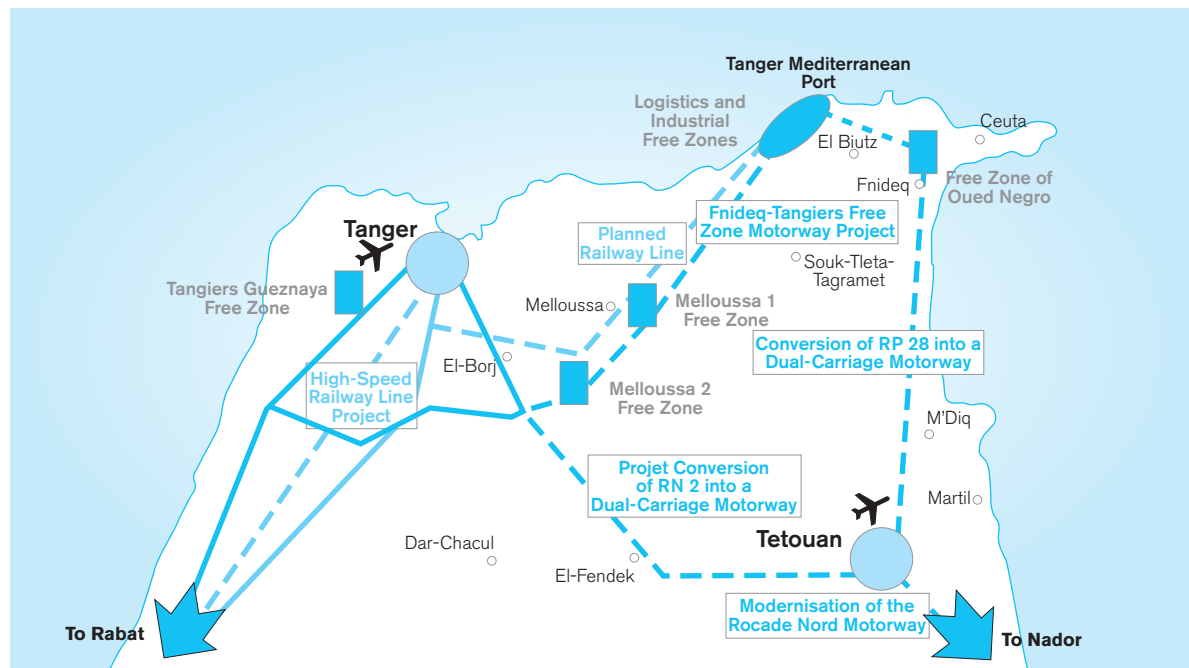 Tanger Mediterranean
Port
Logistics and
Industrial
Free Zones
Ceuta
El Biutz
Fnideq
Free Zone of
Oued Negro
Tanger
Planned
Railway Line
Fnideq-Tangiers Free
Zone Motorway Project
Souk-Tleta-
Tagramet
Tangiers Gueznaya
Free Zone
Melloussa
Melloussa 1
Free Zone
Conversion of RP 28 into a
Dual-Carriage Motorway
El-Borj
High-Speed
Railway Line
Project
Melloussa 2
Free Zone
M'Diq
Projet Conversion
of RN 2 into a
Dual-Carriage Motorway
Martil
Tetouan
Dar-Chacul
El-Fendek
Modernisation of the
Rocade Nord Motorway
To Rabat
To Nador